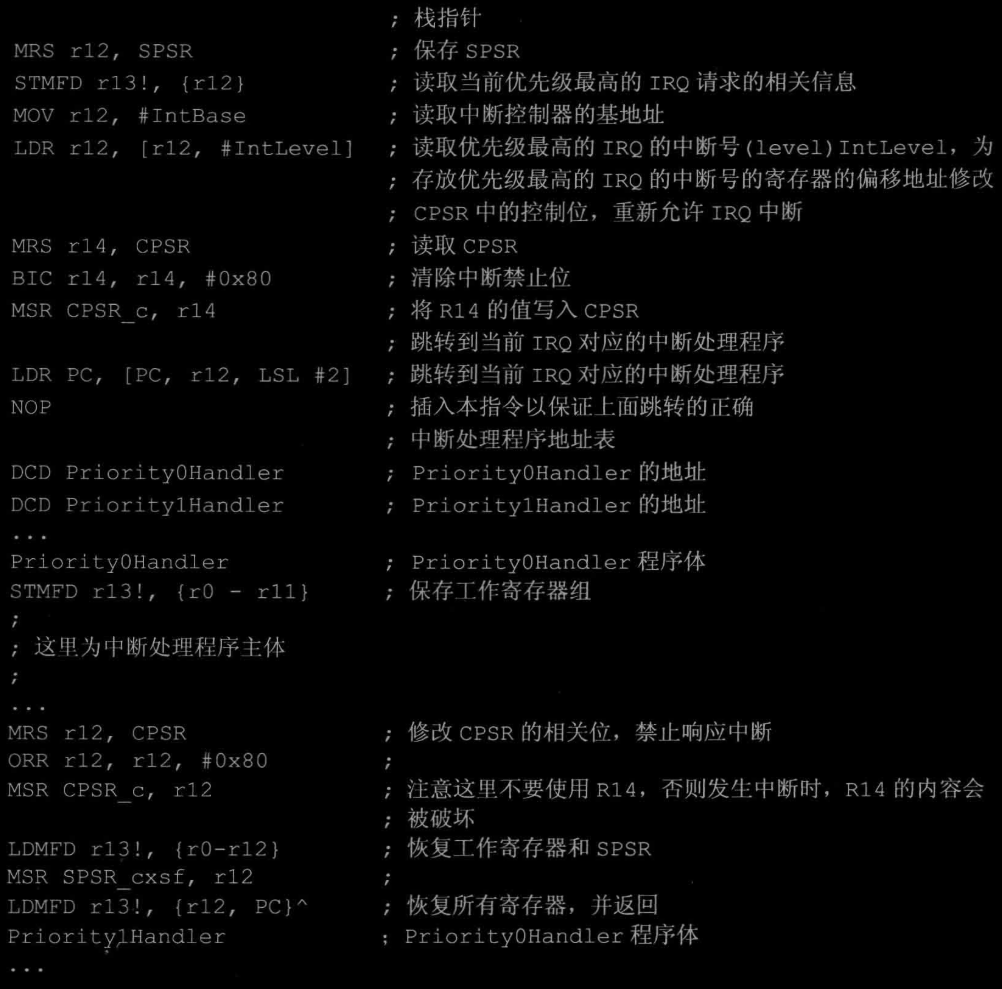 ; 栈指针
MRS r12, SPSR ; 保存 SPSR
STMFD r13!, {r12} ; 读取当前优先级最高的 IRQ 请求的相关信息
MOV r12, #IntBase ; 读取中断控制器的基地址
LDR r12, [r12, #IntLevel] ; 读取优先级最高的 IRQ 的中断号(level)IntLevel，为
; 存放优先级最高的 IRQ 的中断号的寄存器的偏移地址修改
; CPSR 中的控制位，重新允许 IRQ 中断
MRS r14, CPSR ; 读取 CPSR
BIC r14, r14, #0x80 ; 清除中断禁止位
MSR CPSR_c, r14 ; 将 R14 的值写入 CPSR
; 跳转到当前 IRQ 对应的中断处理程序
LDR PC, [PC, r12, LSL #2] ; 跳转到当前 IRQ 对应的中断处理程序
NOP ; 插入本指令以保证上面跳转的正确
; 中断处理程序地址表
DCD Priority0Handler ; Priority0Handler 的地址
DCD Priority1Handler ; Priority1Handler 的地址
...
Priority0Handler ; Priority0Handler 程序体
STMFD r13!, {r0 - r11} ; 保存工作寄存器组
;
; 这里为中断处理程序主体
;
...
MRS r12, CPSR ; 修改 CPSR 的相关位，禁止响应中断
ORR r12, r12, #0x80 ;
MSR CPSR_c, r12 ; 注意这里不要使用 R14，否则发生中断时，R14 的内容会
; 被破坏
LDMFD r13!, {r0-r12} ; 恢复工作寄存器和 SPSR
MSR SPSR_cxsf, r12 ;
LDMFD r13!, {r12, PC}^ ; 恢复所有寄存器，并返回
Priority1Handler ; Priority0Handler 程序体
...